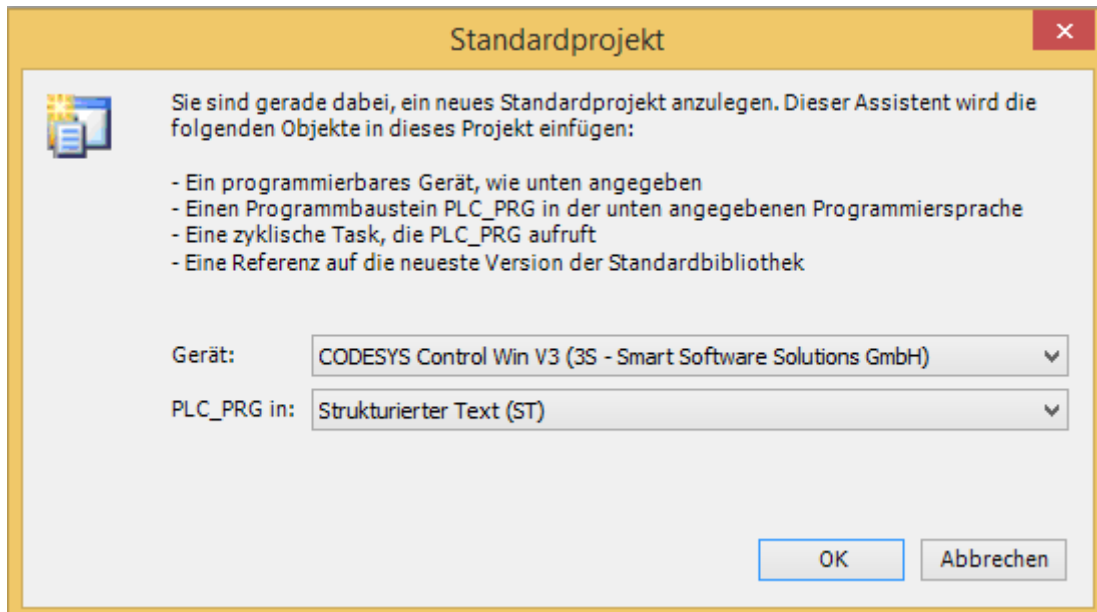 Standardprojekt
Sie sind gerade dabei, ein neues Standardprojekt anzulegen. Dieser Assistent wird die
folgenden Objekte in dieses Projekt einfügen:
- Ein programmierbares Gerät, wie unten angegeben
- Einen Programmbaustein PLC_PRG in der unten angegebenen Programmiersprache
- Eine zyklische Task, die PLC_PRG aufruft
- Eine Referenz auf die neueste Version der Standardbibliothek
Gerät: CODESYS Control Win V3 (3S - Smart Software Solutions GmbH)
PLC_PRG in: Strukturierter Text (ST)
OK Abbrechen